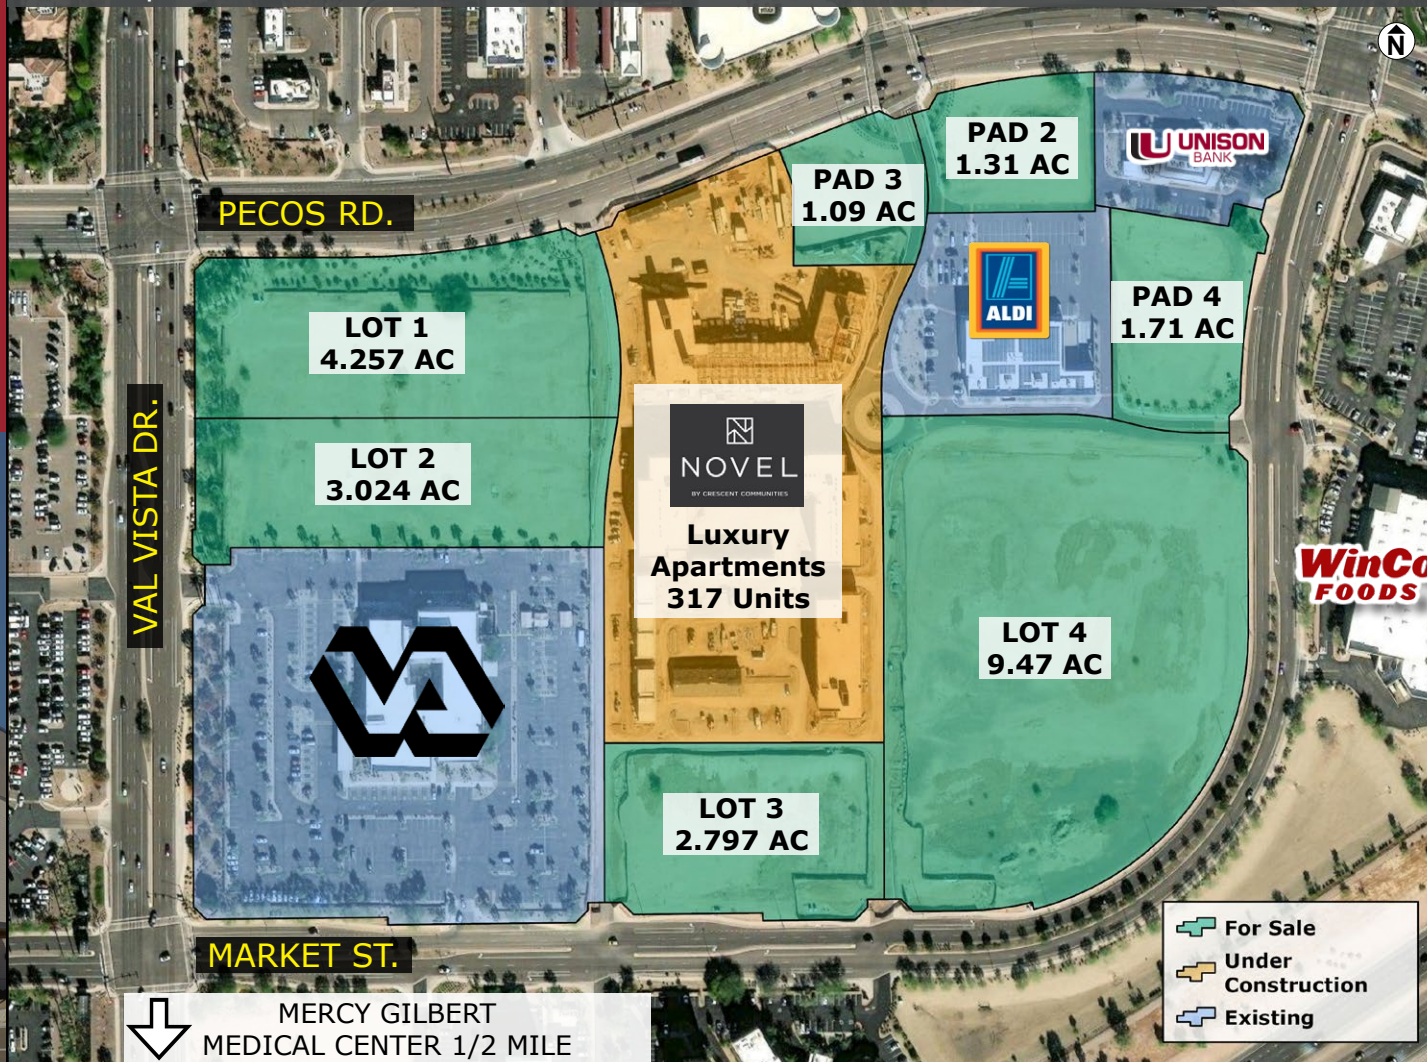 N
PAD 2
1.31 AC
UNISON
BANK
PAD 3
1.09 AC
PECOS RD.
ALDI
PAD 4
1.71 AC
LOT 1
4.257 AC
VAL VISTA DR.
LOT 2
3.024 AC
NOVEL
BY CRESCENT COMMUNITIES
Luxury
Apartments
317 Units
WinCo
FOODS
LOT 4
9.47 AC
VA
LOT 3
2.797 AC
MARKET ST.
For Sale
Under
Construction
Existing
MERCY GILBERT
MEDICAL CENTER 1/2 MILE